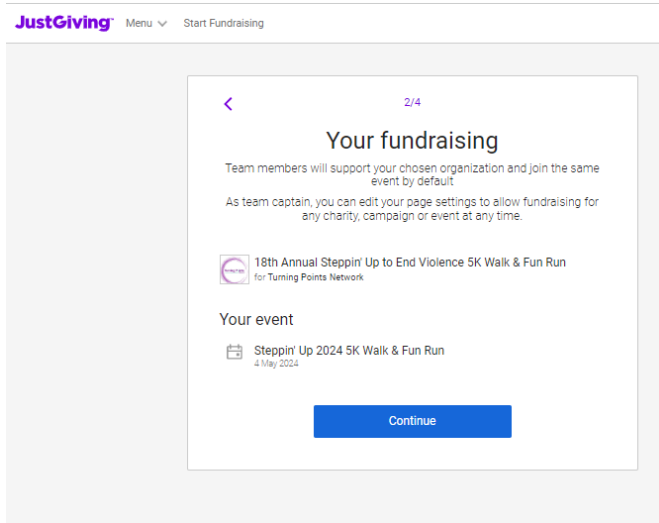 JustGiving Menu Start Fundraising
2/4
Your fundraising
Team members will support your chosen organization and join the same
event by default
As team captain, you can edit your page settings to allow fundraising for
any charity, campaign or event at any time.
18th Annual Steppin' Up to End Violence 5K Walk & Fun Run
for Turning Points Network
Your event
Steppin' Up 2024 5K Walk & Fun Run
4 May 2024
Continue